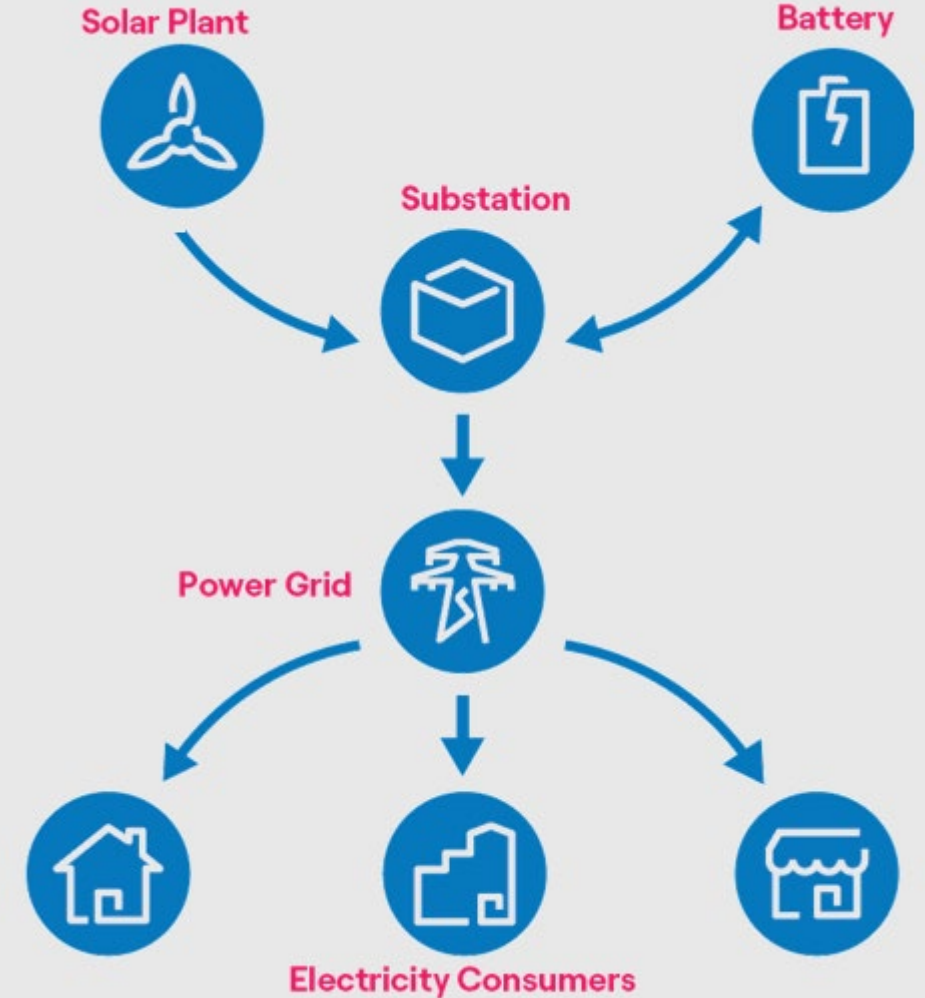 Solar Plant
Battery
Substation
Power Grid
Electricity Consumers